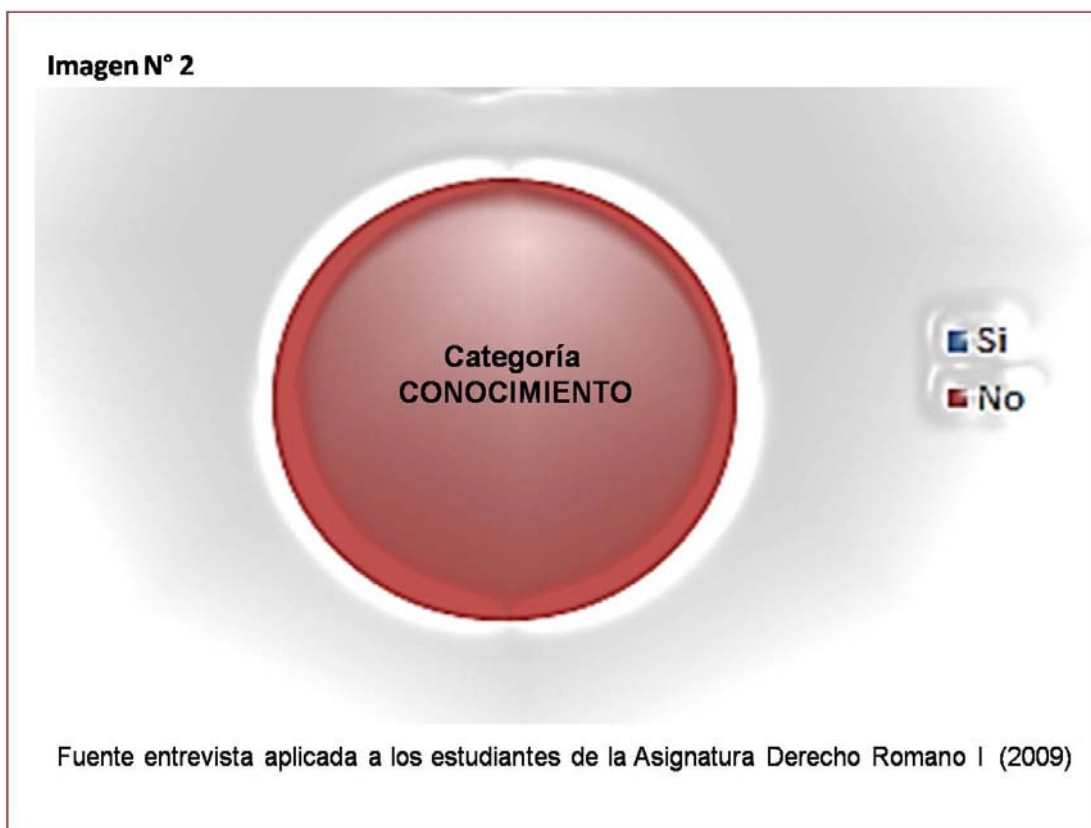 Imagen N° 2
Categoría
CONOCIMIENTO
Si
No
Fuente entrevista aplicada a los estudiantes de la Asignatura Derecho Romano I (2009)